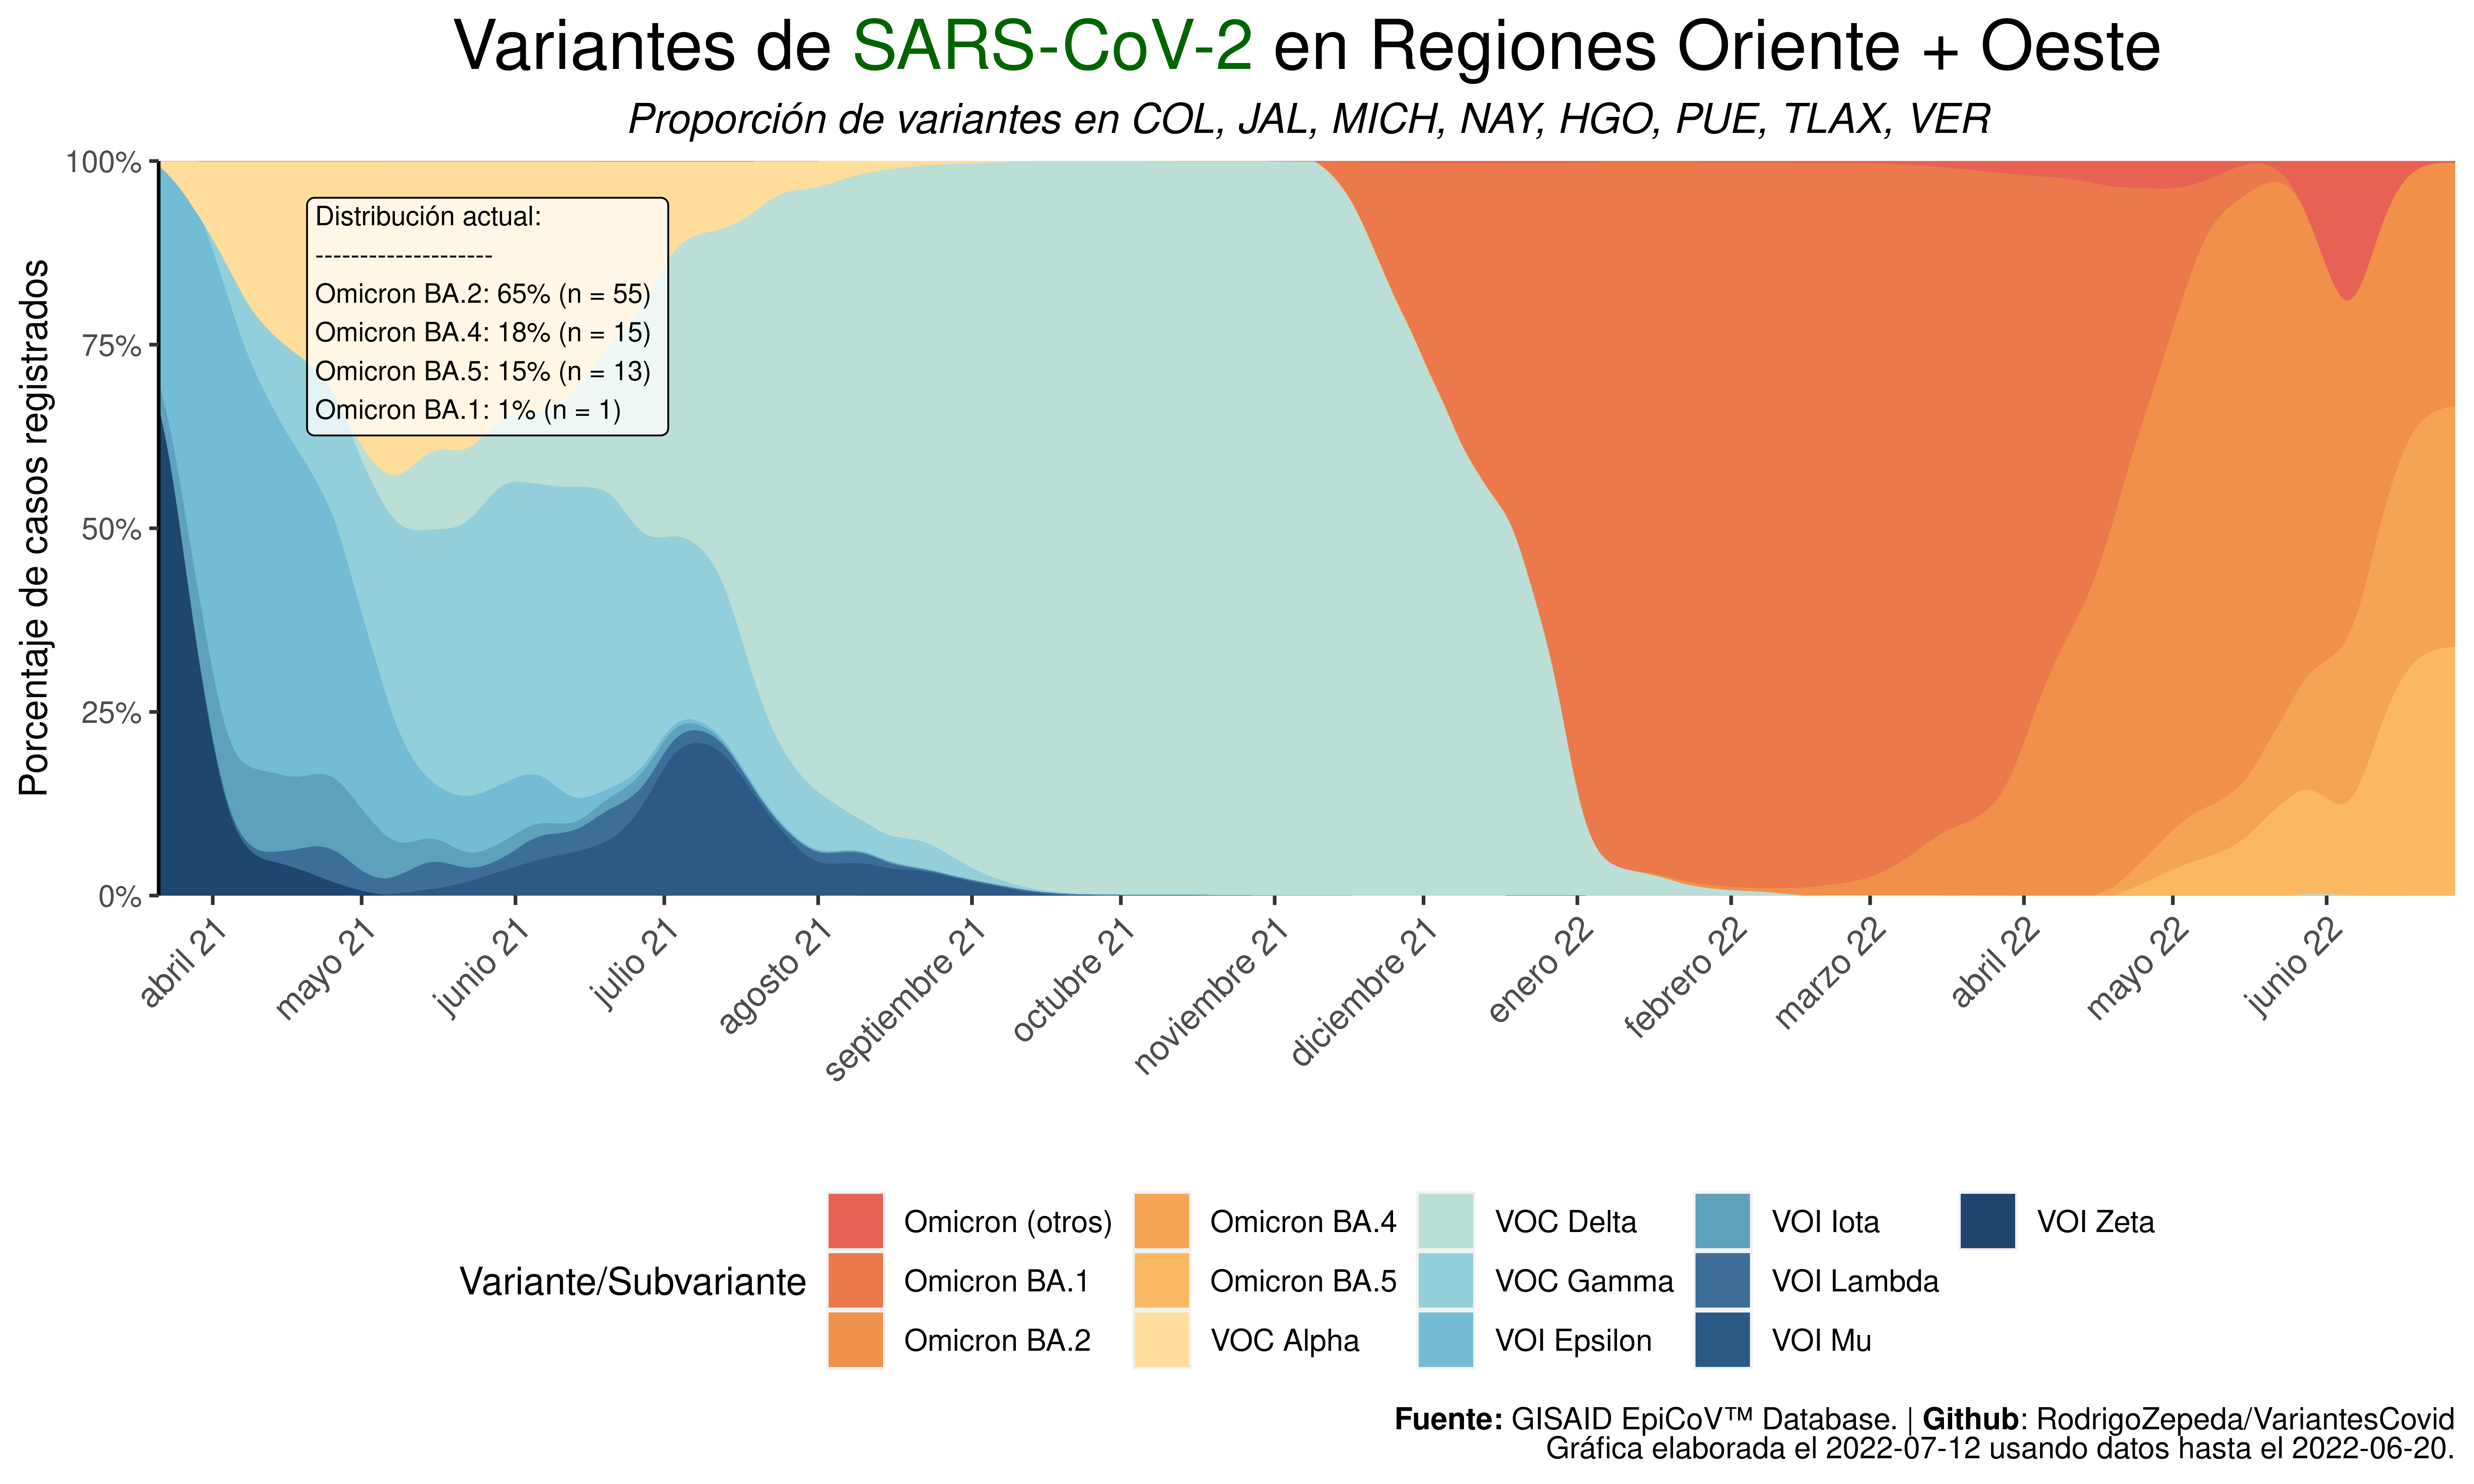 Variantes de SARS-CoV-2 en Regiones Oriente + Oeste
Proporción de variantes en COL, JAL, MICH, NAY, HGO, PUE, TLAX, VER
Porcentaje de casos registrados
100%
75%
50%
25%
0%
Distribución actual:
--------------------
Omicron BA.2: 65% (n = 55)
Omicron BA.4: 18% (n = 15)
Omicron BA.5: 15% (n = 13)
Omicron BA.1: 1% (n = 1)
abril 21
mayo 21
junio 21
julio 21
agosto 21
septiembre 21
octubre 21
noviembre 21
diciembre 21
enero 22
febrero 22
marzo 22
abril 22
mayo 22
junio 22
Variante/Subvariante
Omicron (otros)
Omicron BA.1
Omicron BA.2
Omicron BA.4
Omicron BA.5
VOC Alpha
VOC Delta
VOC Gamma
VOI Epsilon
VOI Iota
VOI Lambda
VOI Mu
VOI Zeta
Fuente: GISAID EpiCoV™ Database. | Github: RodrigoZepeda/VariantesCovid
Gráfica elaborada el 2022-07-12 usando datos hasta el 2022-06-20.